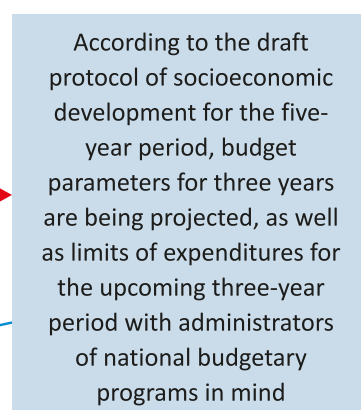 According to the draft
protocol of socioeconomic
development for the five-
year period, budget
parameters for three years
are being projected, as well
as limits of expenditures for
the upcoming three-year
period with administrators
of national budgetary
programs in mind